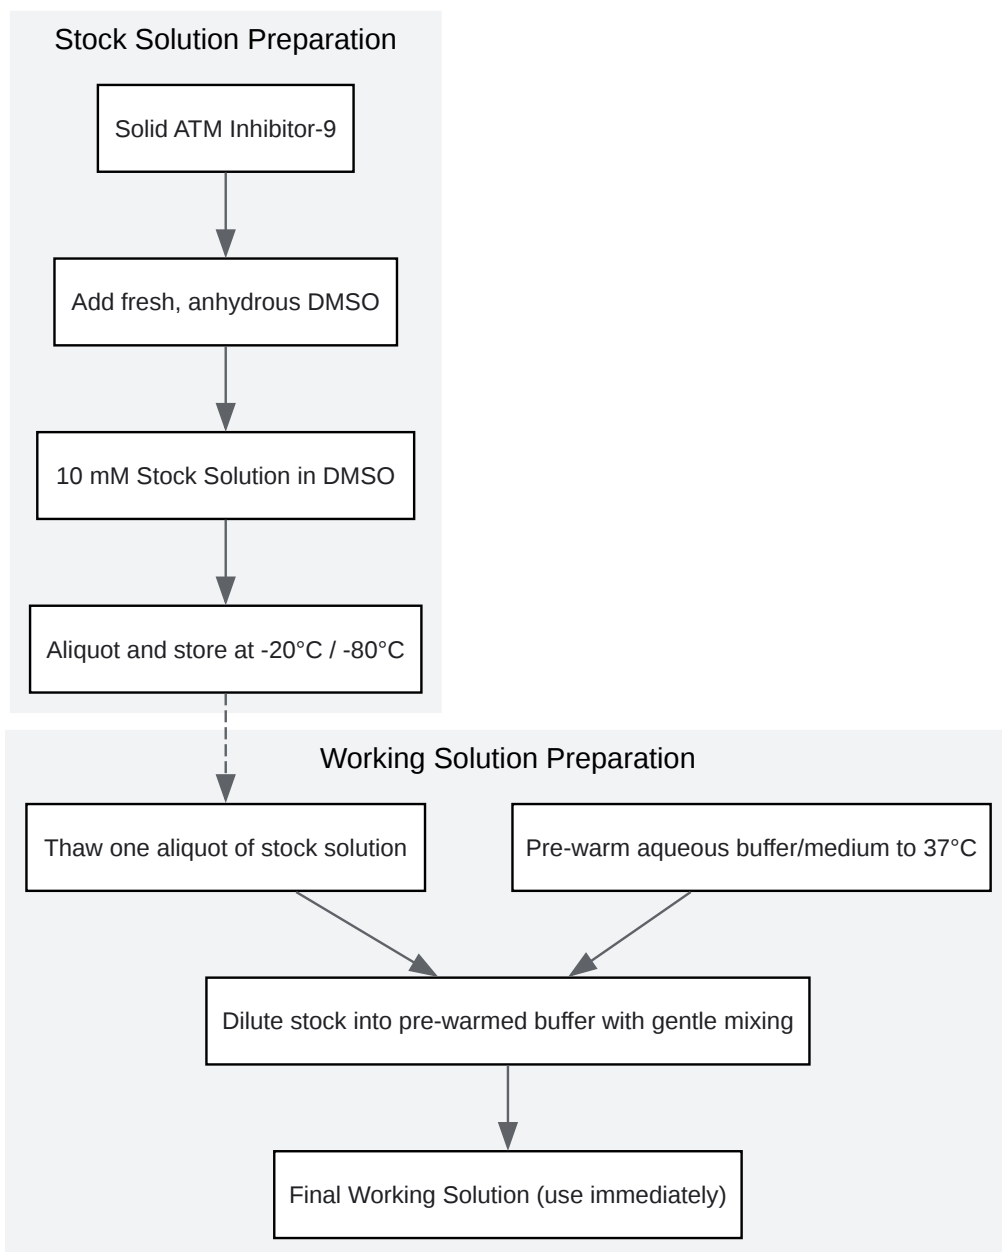 Stock Solution Preparation
Solid ATM Inhibitor-9
Add fresh, anhydrous DMSO
10 mM Stock Solution in DMSO
Aliquot and store at -20°C / -80°C
Working Solution Preparation
Thaw one aliquot of stock solution
Pre-warm aqueous buffer/medium to 37°C
Dilute stock into pre-warmed buffer with gentle mixing
Final Working Solution (use immediately)